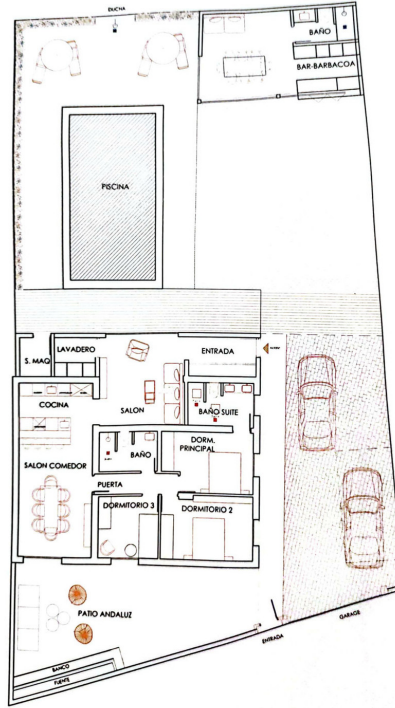 DUCHA
BAÑO
BAR-BARBACOA
PISCINA
LAVADERO
ENTRADA
S. MAQ
COCINA
SALON
BAÑO SUITE
DORM.
PRINCIPAL
BAÑO
SALON COMEDOR
PUERTA
DORMITORIO 3
DORMITORIO 2
PATIO ANDALUZ
BANCO
FUENTE
ENTRADA
GARAGE